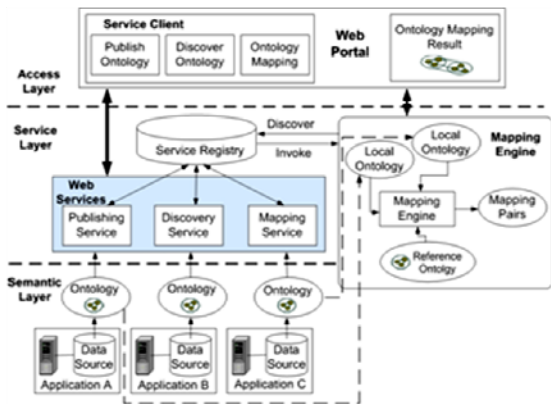 Service Client
Publish
Ontology
Discover
Ontology
Ontology
Mapping
Web
Portal
Ontology Mapping
Result
Access
Layer
Service
Layer
Service Registry
Discover
Invoke
Local
Ontology
Local
Ontology
Mapping
Engine
Web
Services
Publishing
Service
Discovery
Service
Mapping
Service
Mapping
Engine
Mapping
Pairs
Reference
Ontolgy
Semantic
Layer
Ontology
Ontology
Ontology
Data
Source
Application A
Data
Source
Application B
Data
Source
Application C